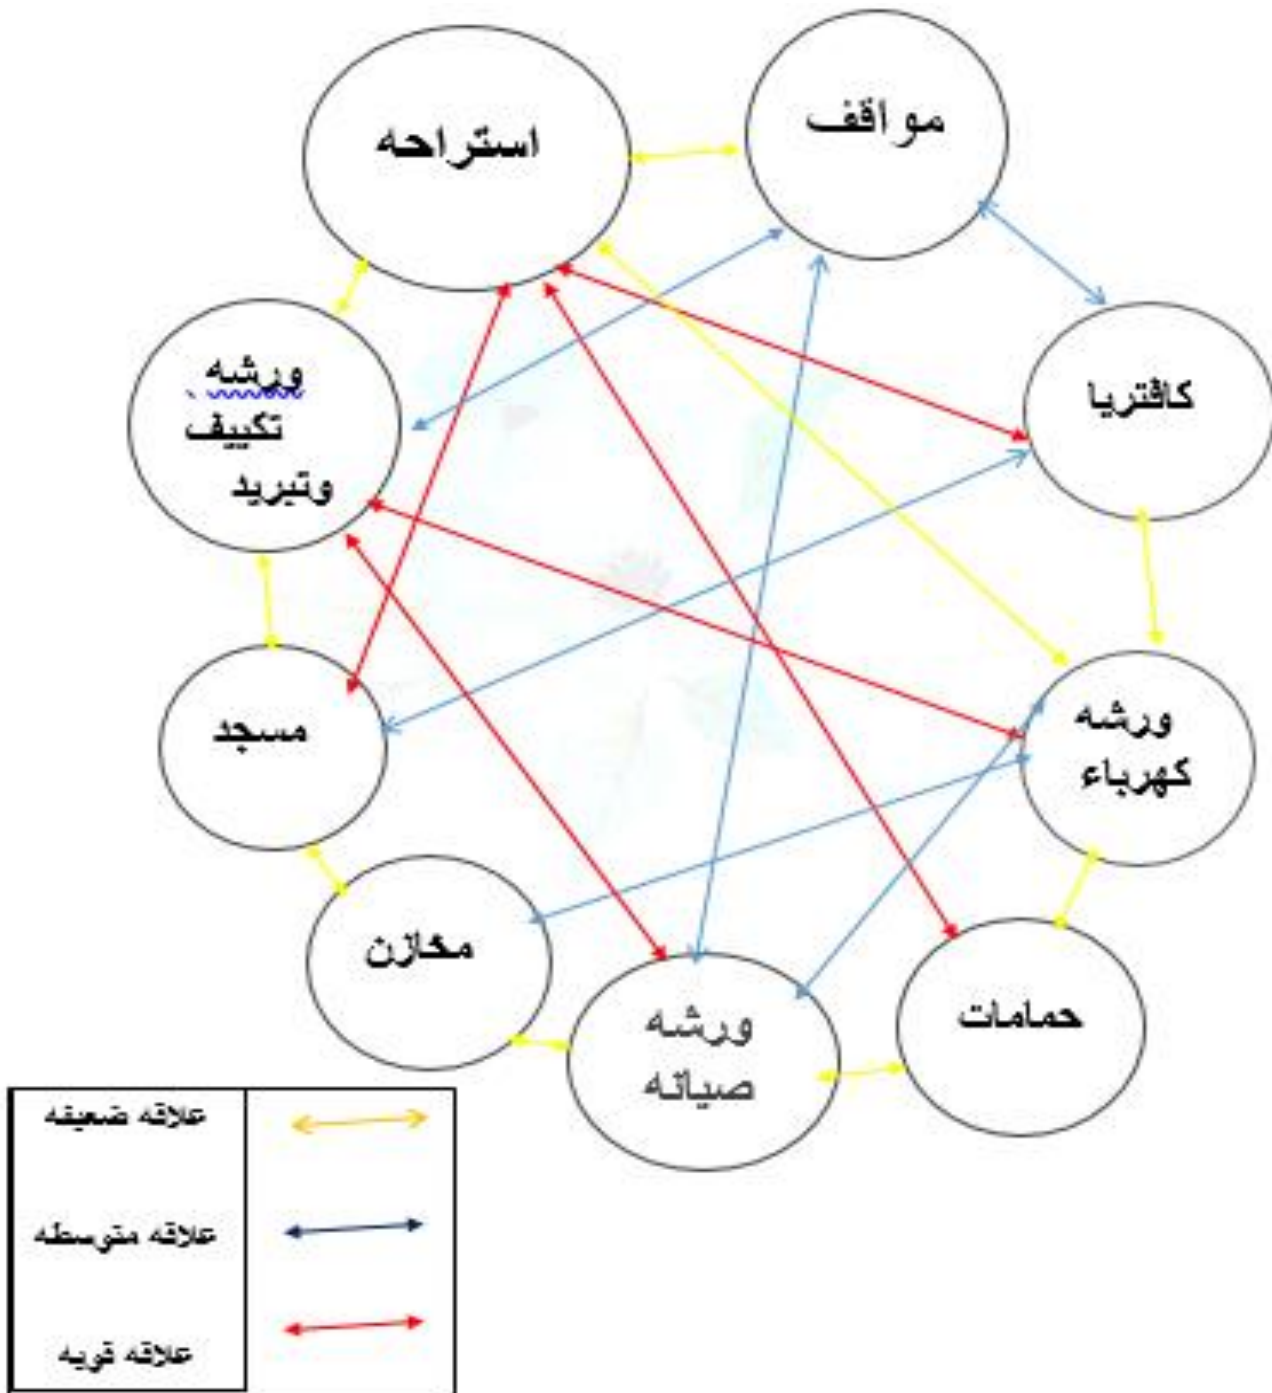 مواقف
استراحه
كافتريا
ورشه
تكييف
وتبريد
ورشه
كهرباء
مسجد
مخازن
ورشه
صيانه
حمامات
علاقه ضعيفه
علاقه متوسطه
علاقه قويه